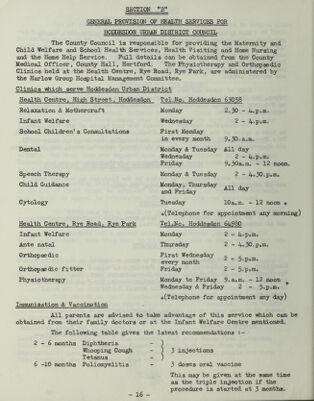 SECTION "B"
GENERAL PROVISION OF HEALTH SERVICES FOR
HODDESDON URBAN DISTRICT COUNCIL
The County Council is responsible for providing the Maternity and
Child Welfare and School Health Services, Health Visiting and Home Nursing
and the Home Help Service. Full details can be obtained from the County
Medical Officer, County Hall, Hertford. The Physiotherapy and Orthopaedic
Clinics held at the Health Centre, Rye Road, Rye Park, are administered by
the Harlow Group Hospital Management Committee.
Clinics which serve Hoddesdon Urban District
Health Centre, High Street, Hoddesdon Tel.No. Hoddesdon 63058
Relaxation & Mothercraft Monday 2.30 - 4.p.m.
Infant Welfare Wednesday 2 - 4.p.m.
School Children's Consultations First Monday
in every month 9.30.a.m.
Dental Monday & Tuesday All day
Wednesday 2 - 4.p.m.
Friday 9.30a.m. - 12 noon.
Speech Therapy Monday & Tuesday 2 - 4.30.p.m.
Child Guidance Monday, Thursday
and Friday All day
Cytology Tuesday 10a.m. - 12 noon +
+(Telephone for appointment any morning)
Health Centre, Rye Road, Rye Park Tel.No. Hoddesdon 64980
Infant Welfare Monday 2 - 4.p.m.
Ante natal Thursday 2 - 4.30.p.m.
Orthopaedic First Wednesday
every month 2 - 5.p.m.
Orthopaedic fitter Friday 2 - 5.p.m.
Physiotherapy Monday to Friday 9.a.m. - 12 noon +
Wednesday & Friday 2 - 5.p.m.
+(Telephone for appointment any day)
Immunisation & Vaccination
All parents are advised to take advantage of this service which can be
obtained from their family doctors or at the Infant Welfare Centre mentioned.
The following table gives the latest recommendations :-
2 - 6 months Diphtheria - )
Whooping Cough - ) 3 injections
Tetanus - )
6 -10 months Poliomyelitis - 3 doses oral vaccine
This may be given at the same time
as the triple injection if the
procedure is started at 3 months.
- 16 -